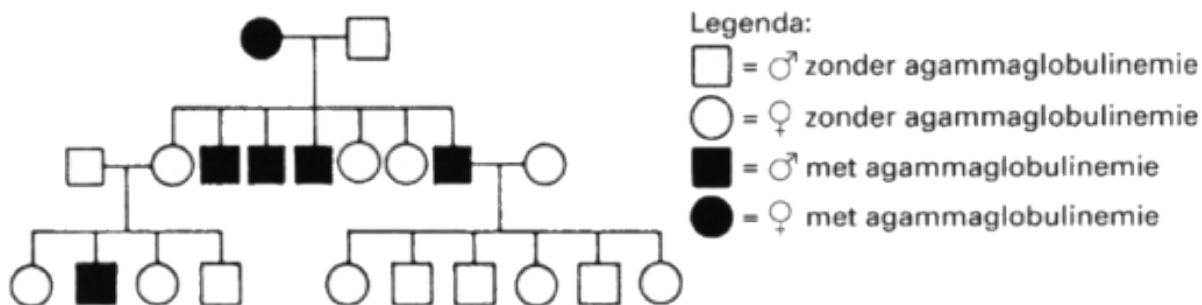 Legenda:
= ♂ zonder agammaglobulinemie
= ♀ zonder agammaglobulinemie
= ♂ met agammaglobulinemie
= ♀ met agammaglobulinemie